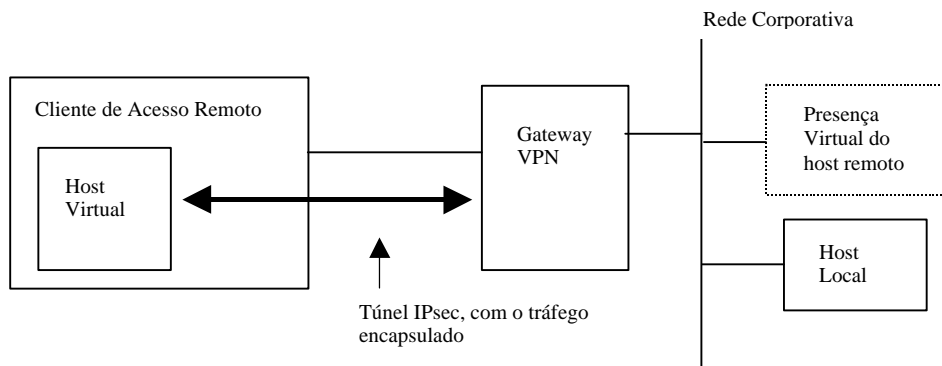 Rede Corporativa
Cliente de Acesso Remoto
Host
Virtual
Gateway
VPN
Presença
Virtual do
host remoto
Host
Local
Túnel IPsec, com o tráfego
encapsulado